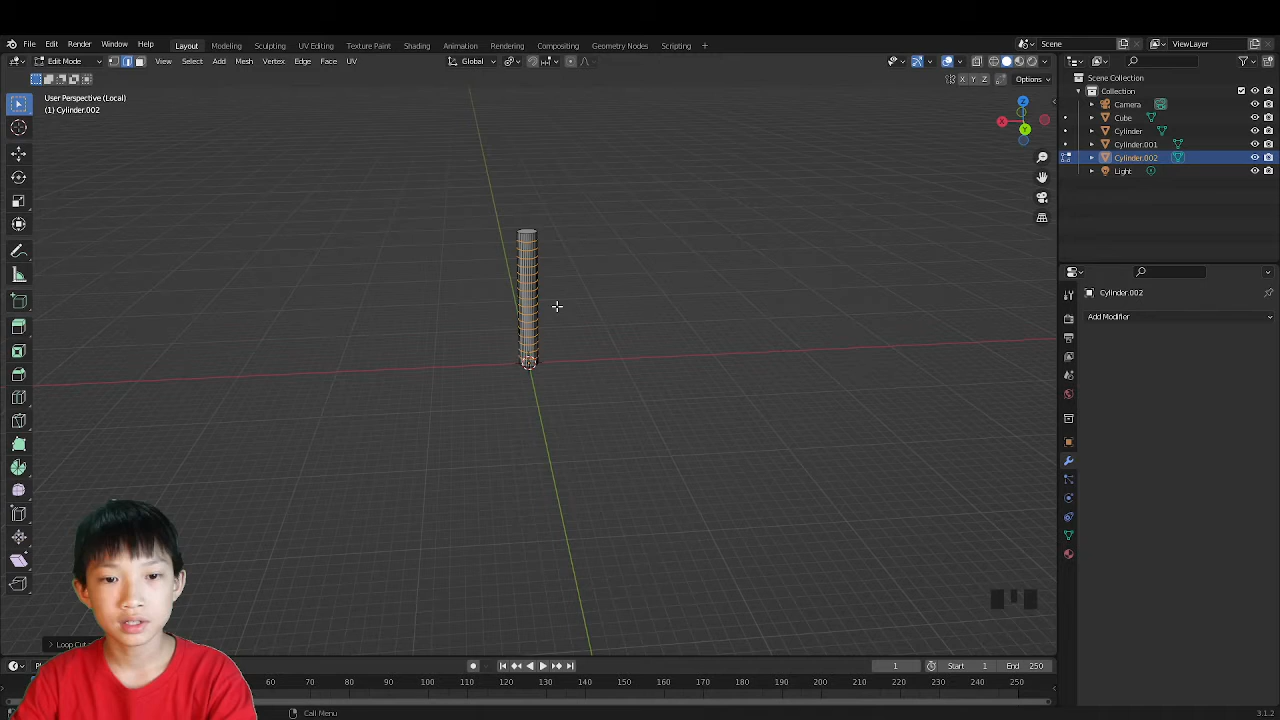 File Edit Render Window Help
Layout Modeling Sculpting UV Editing Texture Paint Shading Animation Rendering Compositing Geometry Nodes Scripting +
Scene ViewLayer
Edit Mode View Select Add Mesh Vertex Edge Face UV
Global
X Y Z
Options
User Perspective (Local)
(1) Cylinder.002
Z
X
Y
Scene Collection
Collection
Camera
Cube
Cylinder
Cylinder.001
Cylinder.002
Light
Cylinder.002
Add Modifier
Loop Cut
1 Start 1 End 250
60 70 80 90 100 110 120 130 140 150 160 170 180 190 200 210 220 230 240 250
Call Menu
3.1.2